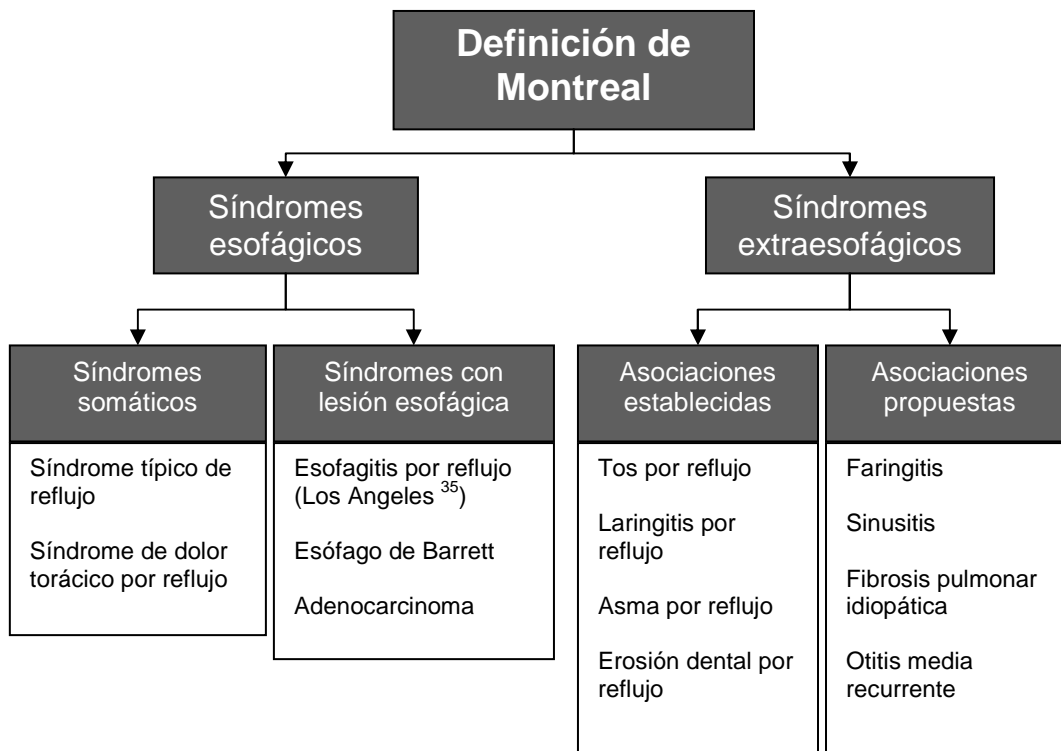 Definición de
Montreal
Síndromes
esofágicos
Síndromes
extraesofágicos
Síndromes
somáticos
Síndrome típico de
reflujo
Síndrome de dolor
torácico por reflujo
Síndromes con
lesión esofágica
Esofagitis por reflujo
(Los Angeles 35)
Esófago de Barrett
Adenocarcinoma
Asociaciones
establecidas
Tos por reflujo
Laringitis por
reflujo
Asma por reflujo
Erosión dental por
reflujo
Asociaciones
propuestas
Faringitis
Sinusitis
Fibrosis pulmonar
idiopática
Otitis media
recurrente